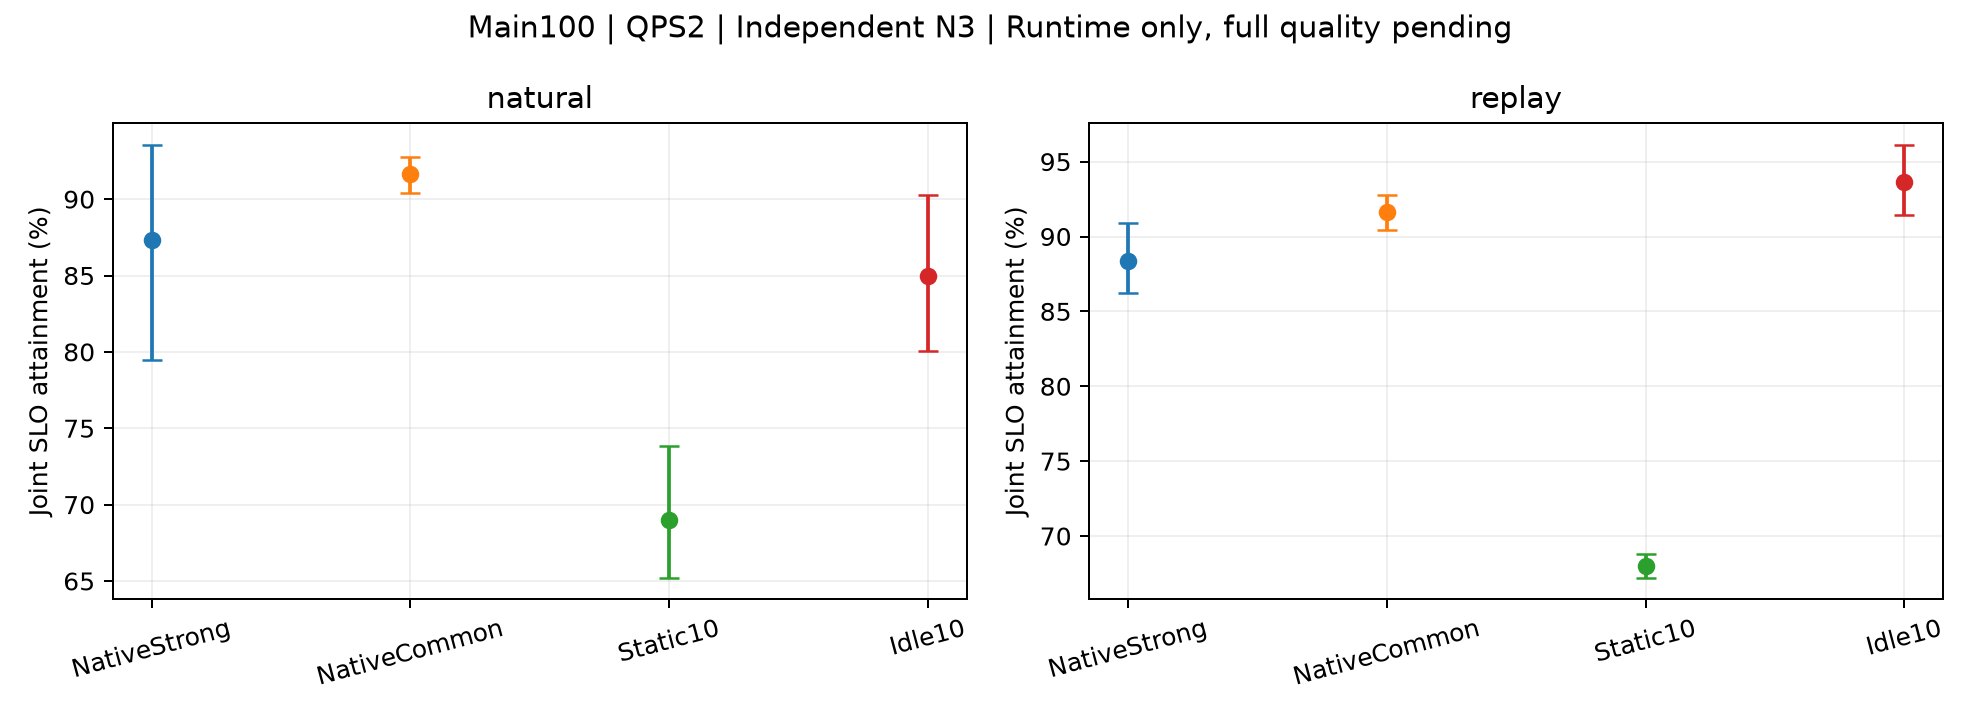 Main100 | QPS2 | Independent N3 | Runtime only, full quality pending
natural
Joint SLO attainment (%)
90
85
80
75
70
65
NativeStrong
NativeCommon
Static10
Idle10
replay
Joint SLO attainment (%)
95
90
85
80
75
70
NativeStrong
NativeCommon
Static10
Idle10